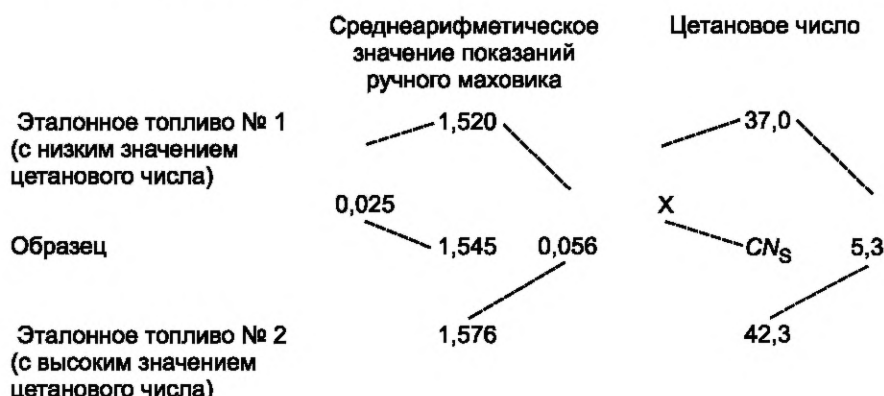 Среднеарифметическое
значение показаний
ручного маховика
Цетановое число
Эталонное топливо № 1
(с низким значением
цетанового числа)
1,520
37,0
0,025
X
Образец
1,545
0,056
CNS
5,3
Эталонное топливо № 2
(с высоким значением
цетанового числа)
1,576
42,3